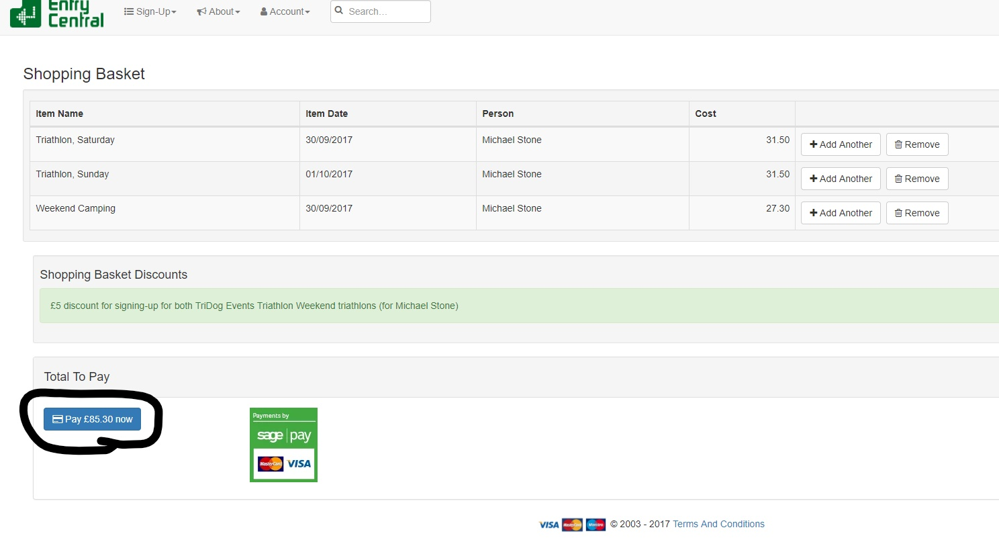 Entry
Central
Sign-Up About Account Search...
Shopping Basket
Item Name Item Date Person Cost
Triathlon, Saturday 30/09/2017 Michael Stone 31.50 Add Another Remove
Triathlon, Sunday 01/10/2017 Michael Stone 31.50 Add Another Remove
Weekend Camping 30/09/2017 Michael Stone 27.30 Add Another Remove
Shopping Basket Discounts
£5 discount for signing-up for both TriDog Events Triathlon Weekend triathlons (for Michael Stone)
Total To Pay
Pay £85.30 now
Payments by
sage pay
MasterCard VISA
VISA MasterCard Maestro © 2003 - 2017 Terms And Conditions